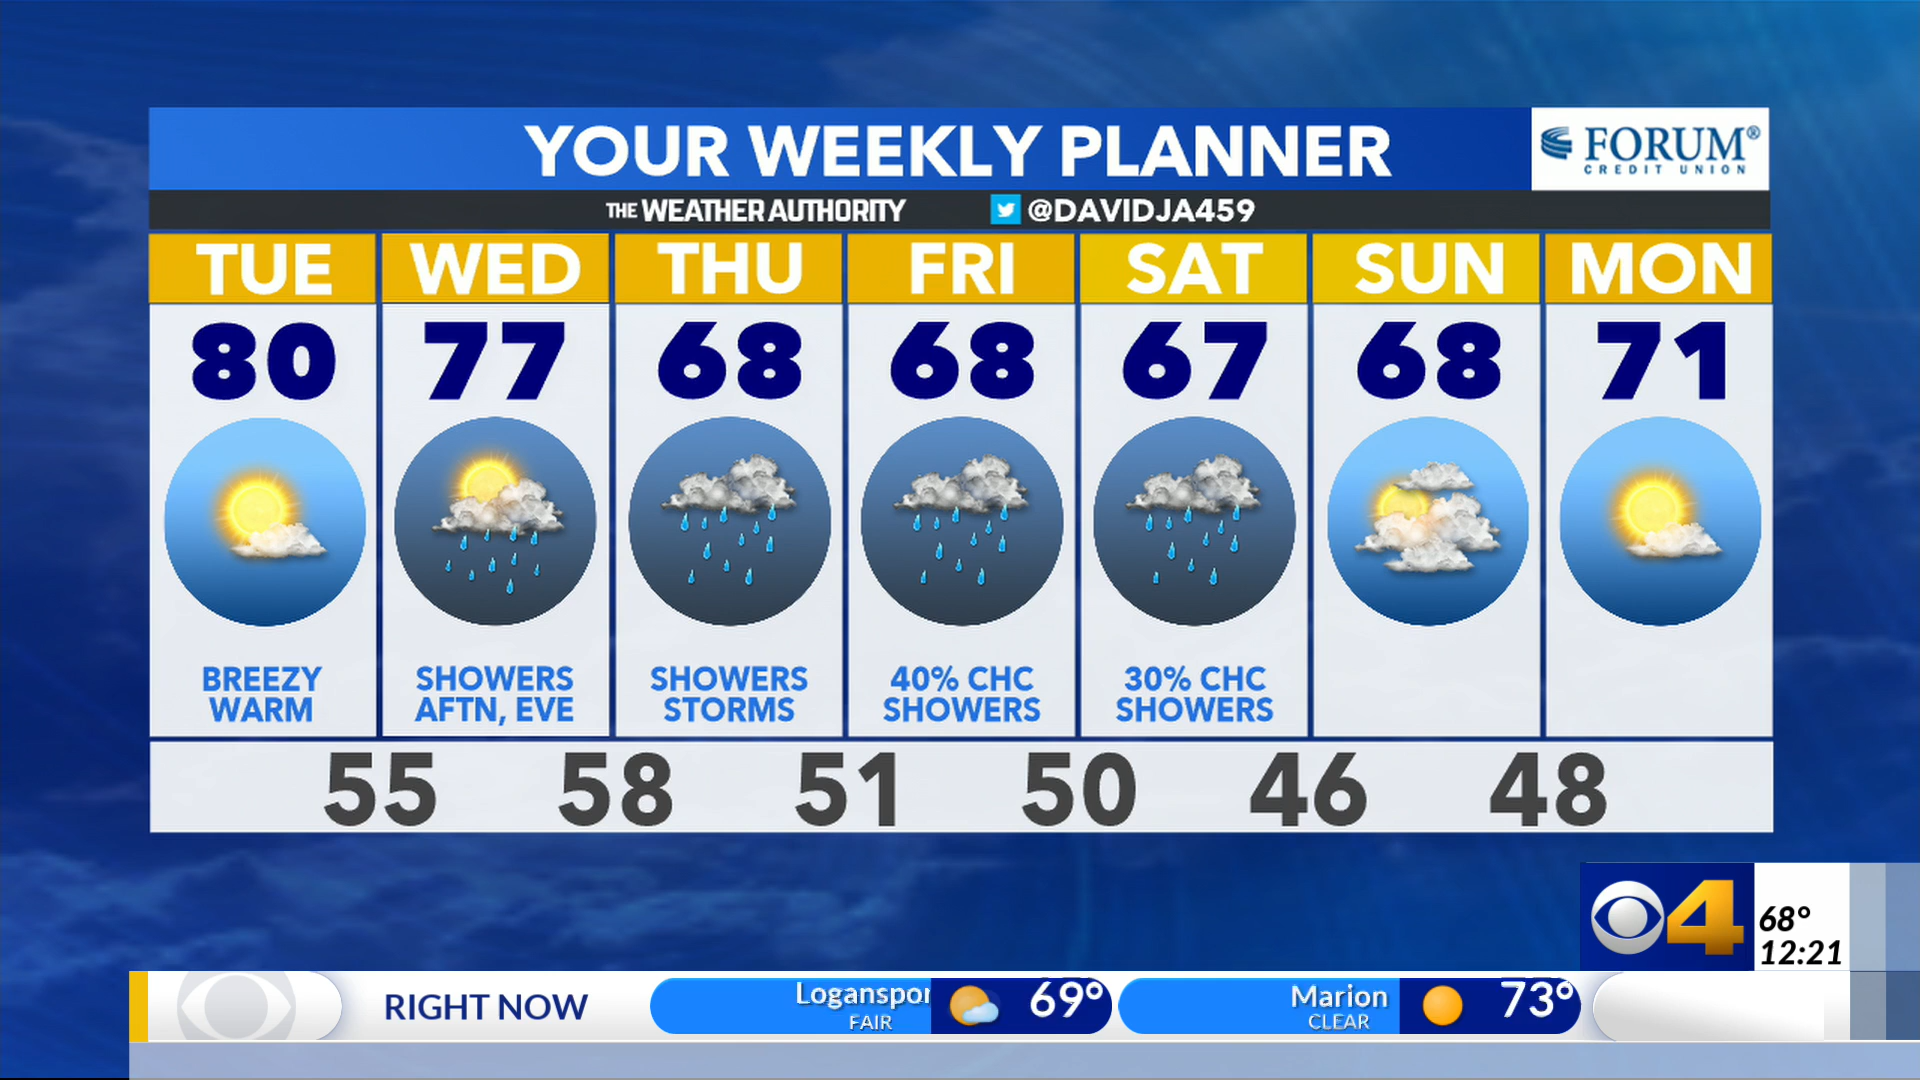 YOUR WEEKLY PLANNER
FORUM®
CREDIT UNION
THE WEATHER AUTHORITY
@DAVIDJA459
TUE WED THU FRI SAT SUN MON
80 77 68 68 67 68 71
BREEZY
WARM
SHOWERS
AFTN, EVE
SHOWERS
STORMS
40% CHC
SHOWERS
30% CHC
SHOWERS
55 58 51 50 46 48
4
68°
12:21
RIGHT NOW
Loganspor
FAIR
69°
Marion
CLEAR
73°